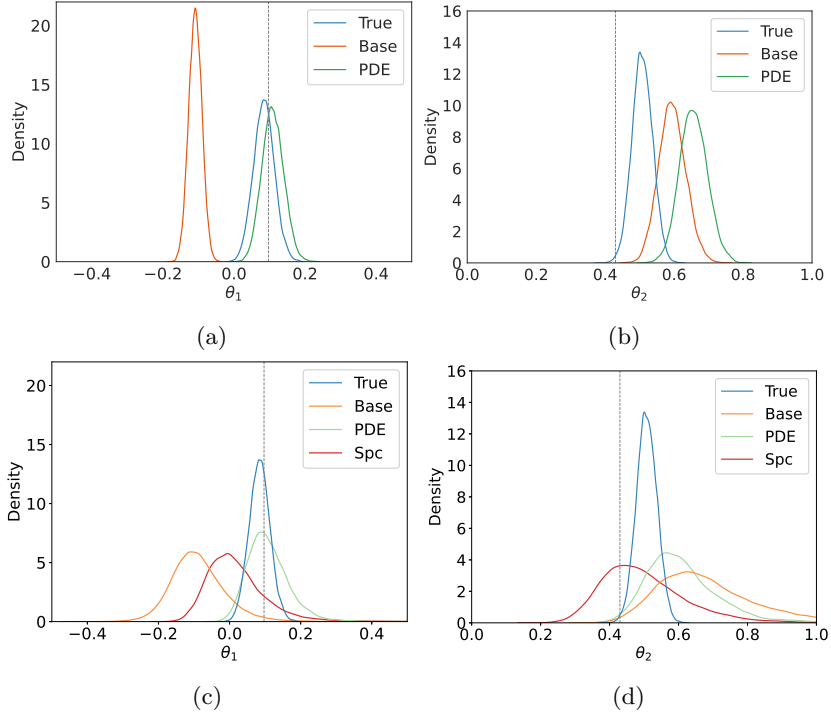 True
Base
PDE
Density
20
15
10
5
0
−0.4
−0.2
0.0
0.2
0.4
θ1
(a)
True
Base
PDE
Density
16
14
12
10
8
6
4
2
0
0.0
0.2
0.4
0.6
0.8
1.0
θ2
(b)
True
Base
PDE
Spc
Density
20
15
10
5
0
−0.4
−0.2
0.0
0.2
0.4
θ1
(c)
True
Base
PDE
Spc
Density
16
14
12
10
8
6
4
2
0
0.0
0.2
0.4
0.6
0.8
1.0
θ2
(d)